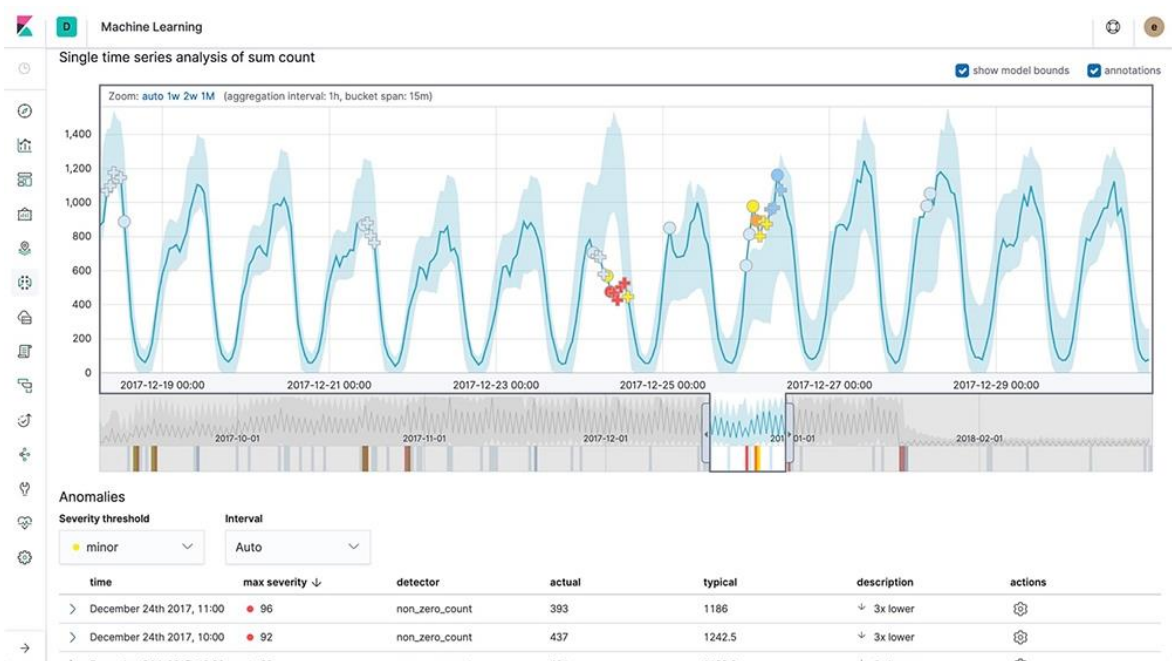 D Machine Learning e
Single time series analysis of sum count
show model bounds annotations
Zoom: auto 1w 2w 1M (aggregation interval: 1h, bucket span: 15m)
1,400
1,200
1,000
800
600
400
200
0
2017-12-19 00:00 2017-12-21 00:00 2017-12-23 00:00 2017-12-25 00:00 2017-12-27 00:00 2017-12-29 00:00
2017-10-01 2017-11-01 2017-12-01 2018-02-01
Anomalies
Severity threshold Interval
minor Auto
time max severity detector actual typical description actions
December 24th 2017, 11:00 96 non_zero_count 393 1186 3x lower
December 24th 2017, 10:00 92 non_zero_count 437 1242.5 3x lower